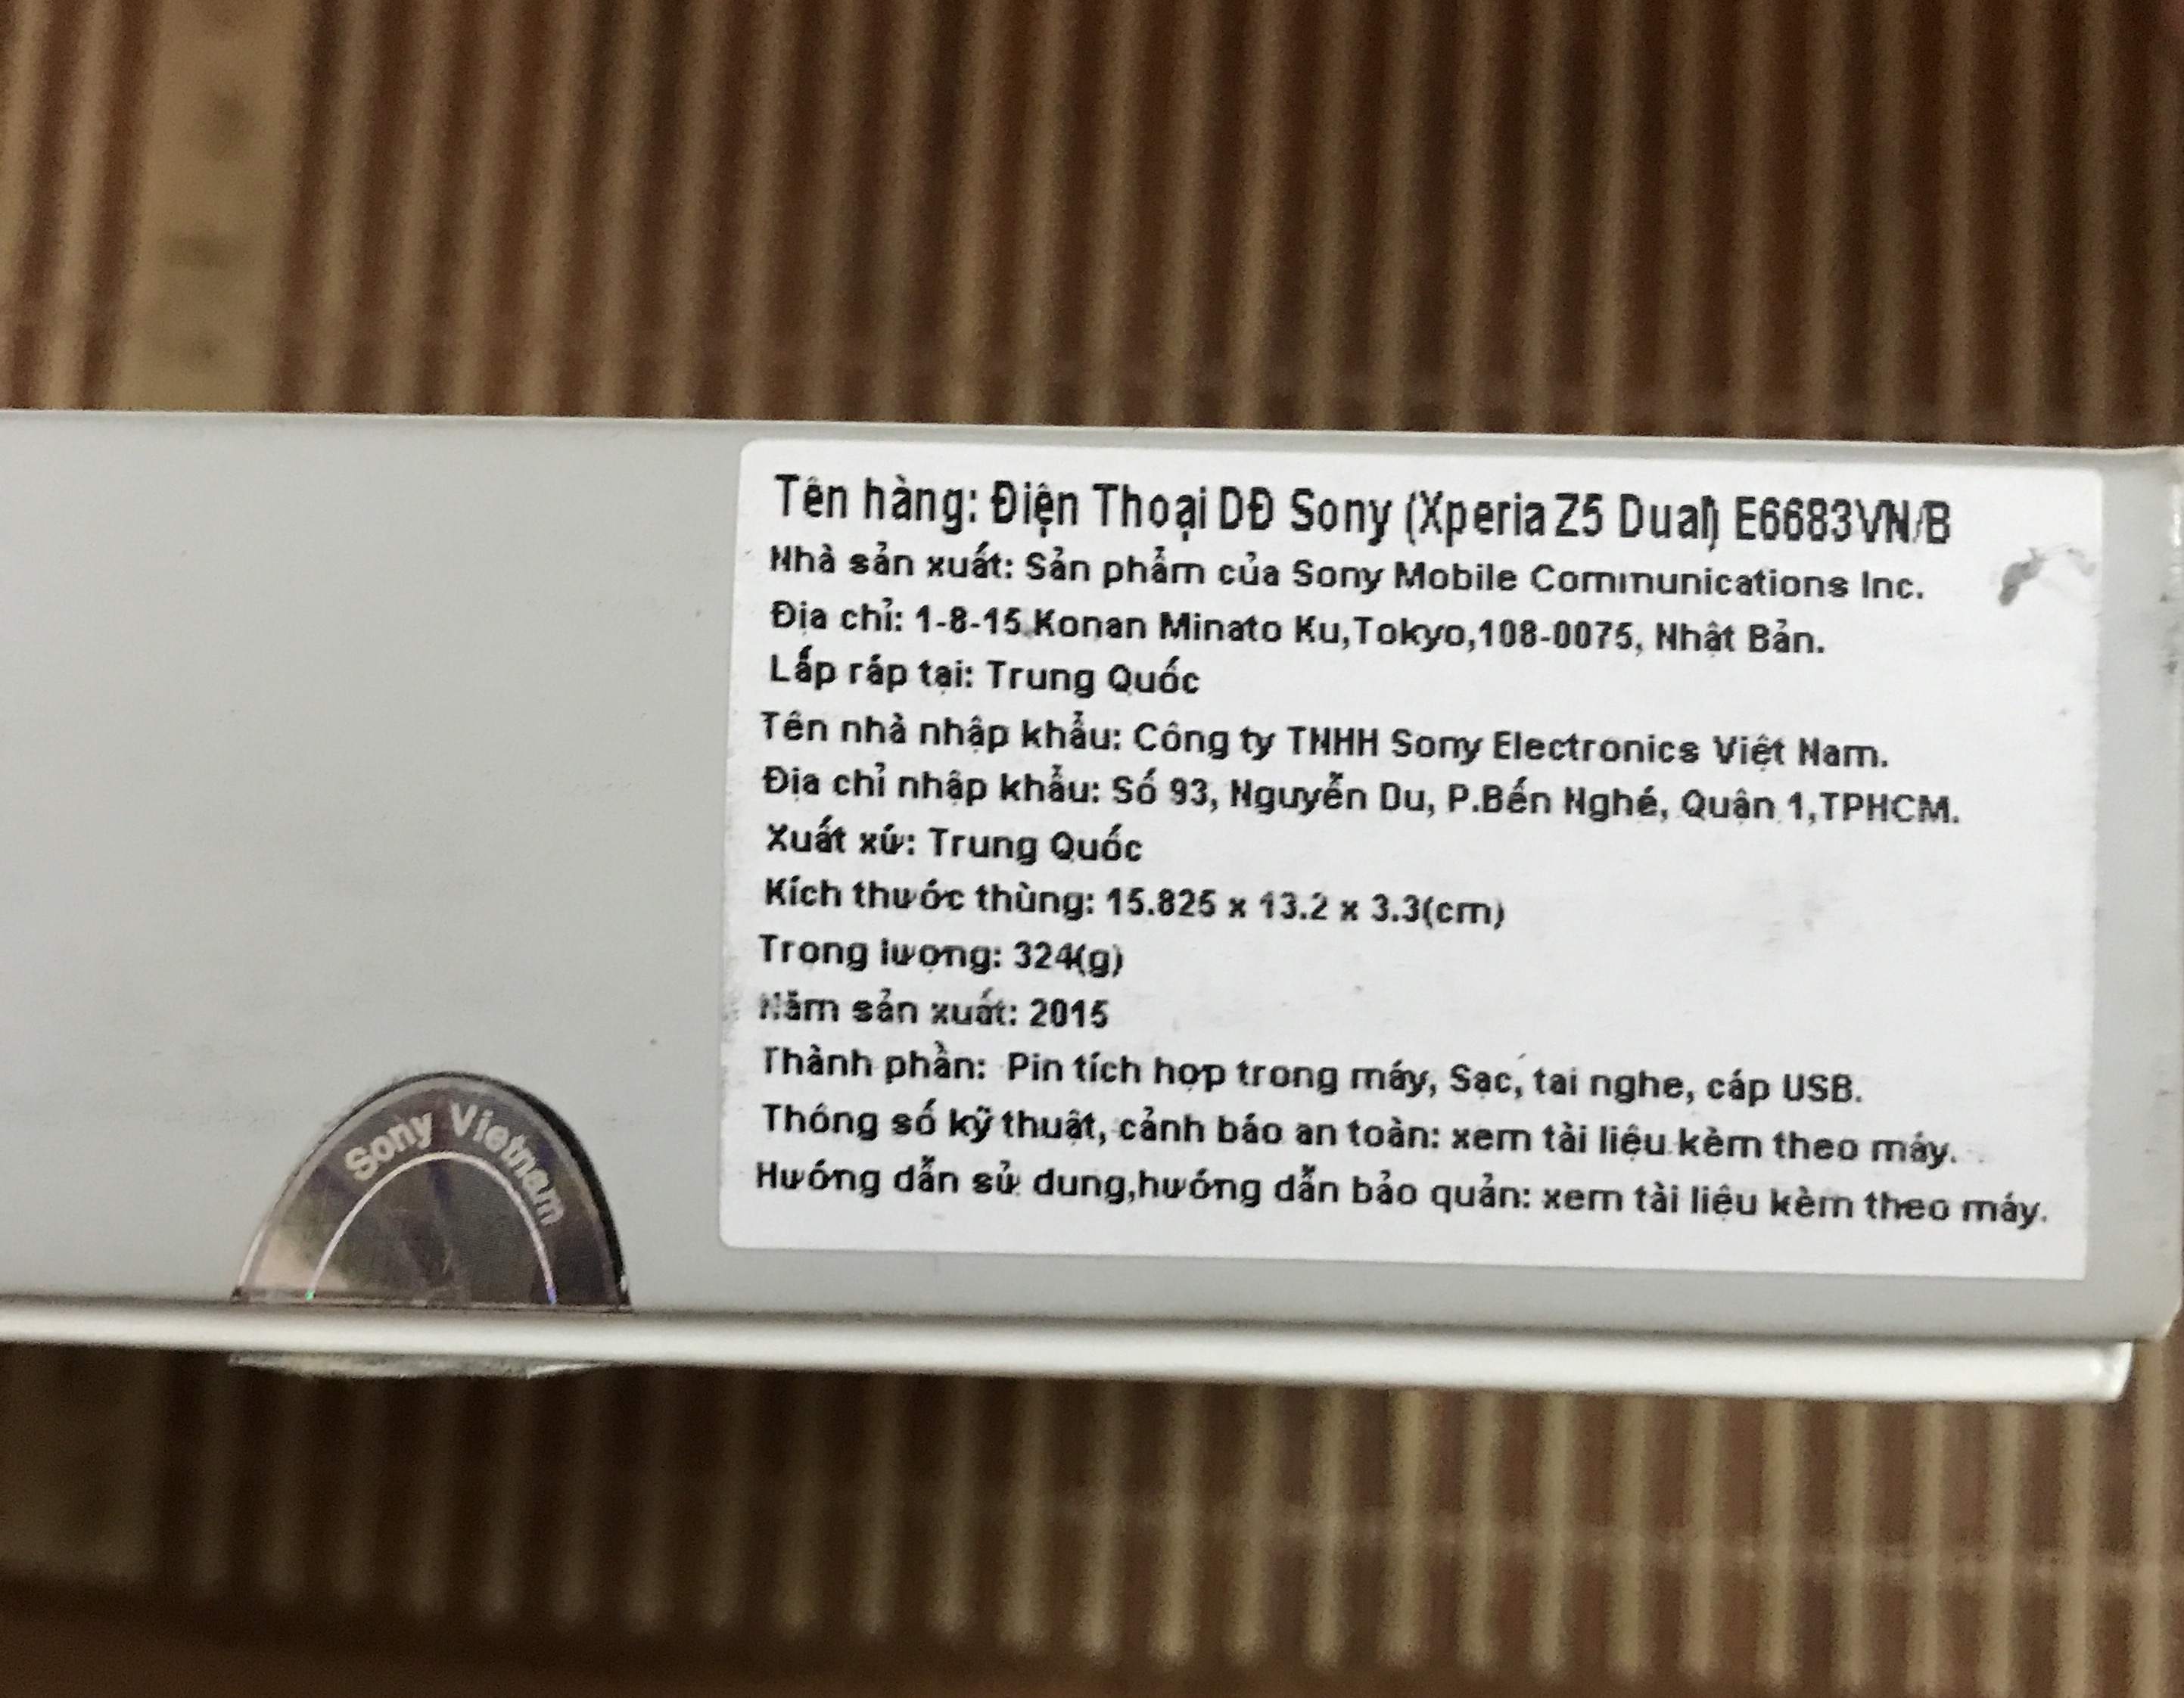 Tên hàng: Điện Thoại DĐ Sony (Xperia Z5 Dual) E6683VN/B
Nhà sản xuất: Sản phẩm của Sony Mobile Communications Inc.
Địa chỉ: 1-8-15 Konan Minato Ku,Tokyo,108-0075, Nhật Bản.
Lắp ráp tại: Trung Quốc
Tên nhà nhập khẩu: Công ty TNHH Sony Electronics Việt Nam.
Địa chỉ nhập khẩu: Số 93, Nguyễn Du, P.Bến Nghé, Quận 1,TPHCM.
Xuất xứ: Trung Quốc
Kích thước thùng: 15.825 x 13.2 x 3.3(cm)
Trong lượng: 324(g)
Năm sản xuất: 2015
Thành phần: Pin tích hợp trong máy, Sạc, tai nghe, cáp USB.
Thông số kỹ thuật, cảnh báo an toàn: xem tài liệu kèm theo máy.
Hướng dẫn sử dung,hướng dẫn bảo quản: xem tài liệu kèm theo máy.
Sony Vietnam